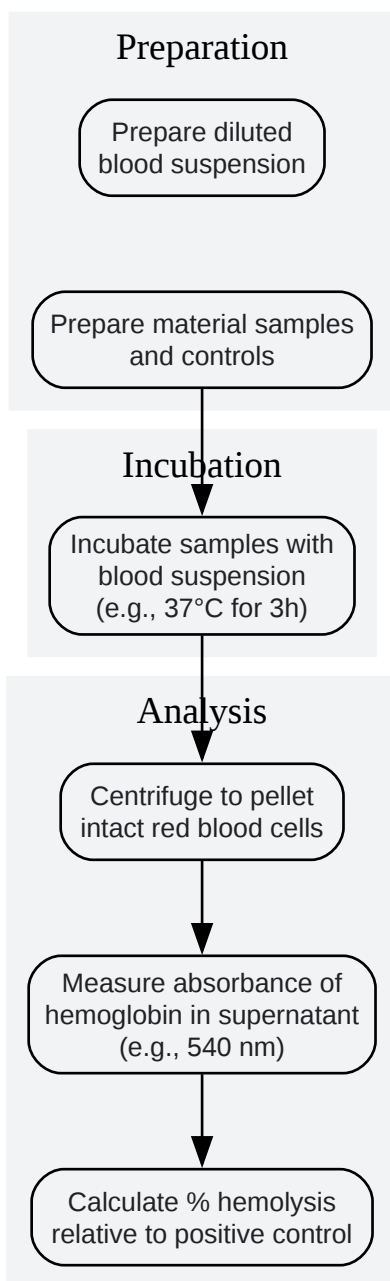 Preparation
Prepare diluted
blood suspension
Prepare material samples
and controls
Incubation
Incubate samples with
blood suspension
(e.g., 37°C for 3h)
Analysis
Centrifuge to pellet
intact red blood cells
Measure absorbance of
hemoglobin in supernatant
(e.g., 540 nm)
Calculate % hemolysis
relative to positive control